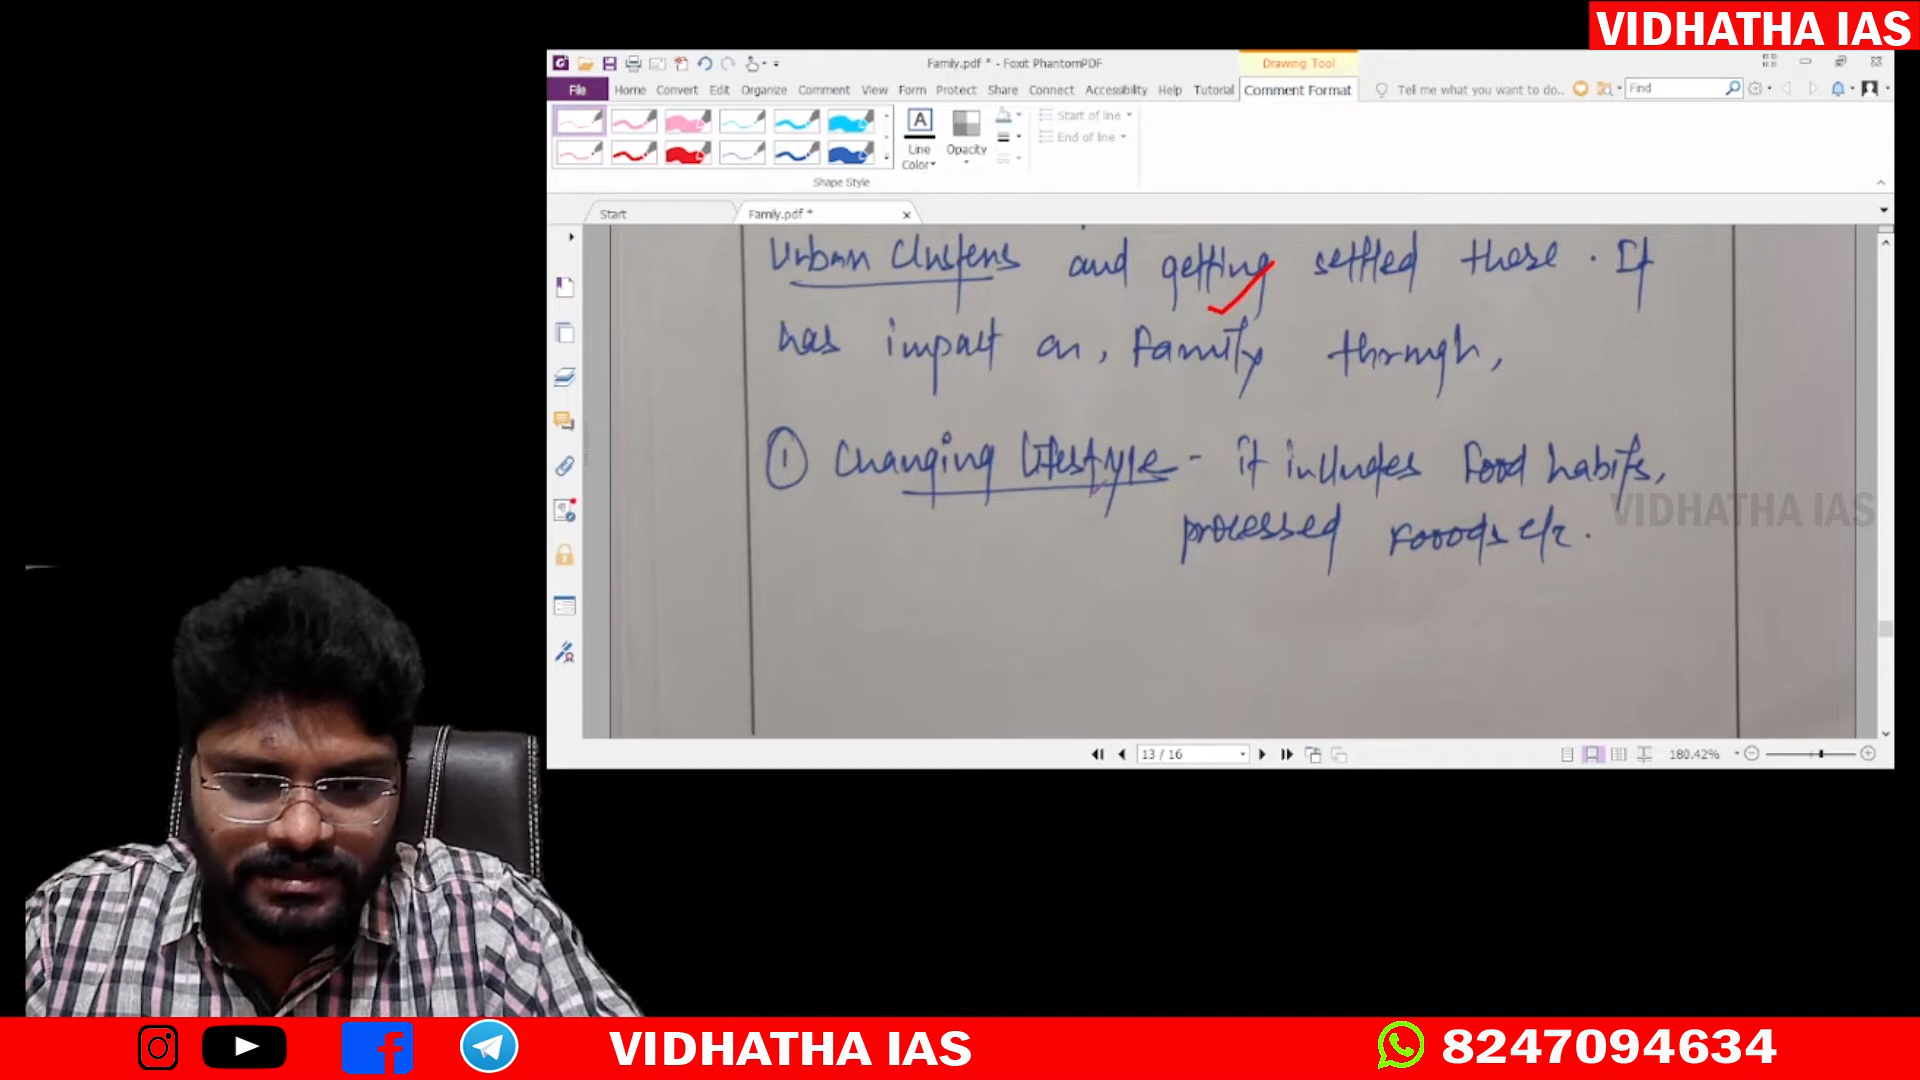 VIDHATHA IAS
Family.pdf * - Foxit PhantomPDF
Drawing Tool
File Home Convert Edit Organize Comment View Form Protect Share Connect Accessibility Help Tutorial Comment Format Tell me what you want to do.. Find
Start of line
End of line
Line Color
Opacity
Shape Style
Start
Family.pdf *
Urban Clusters and getting settled there. It
has impact on, Family through,
① Changing Lifestyle - it includes Food habits,
processed Fooods etc.
VIDHATHA IAS
13 / 16
180.42%
VIDHATHA IAS
8247094634